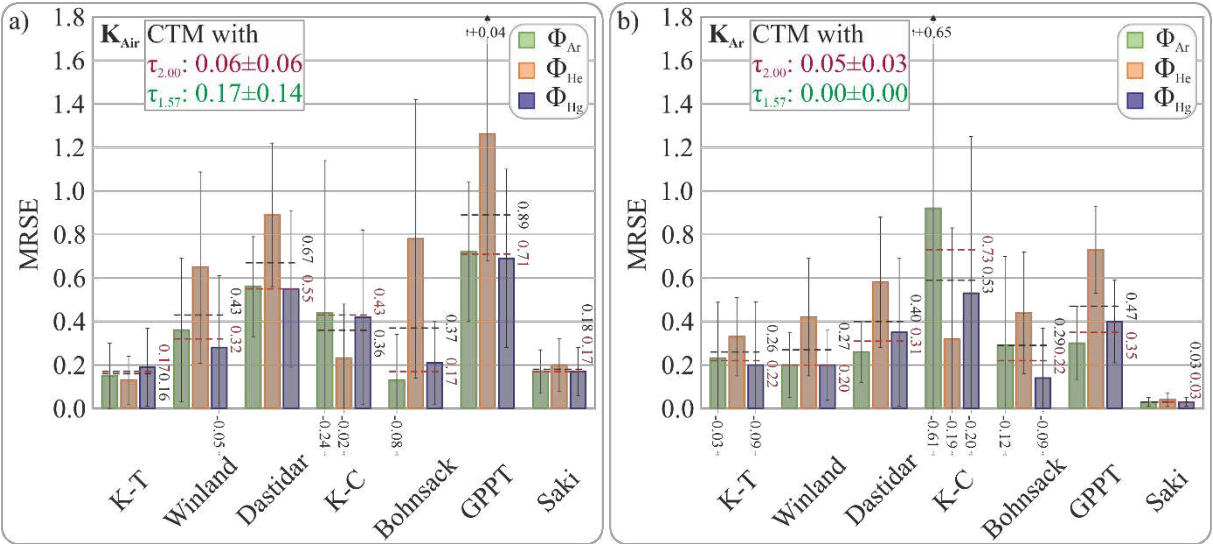 a)
K_Air CTM with
τ_2.00: 0.06±0.06
τ_1.57: 0.17±0.14
+0.04
Φ_Ar
Φ_He
Φ_Hg
MRSE
1.8
1.6
1.4
1.2
1.0
0.8
0.6
0.4
0.2
0.0
0.17
0.16
0.43
0.32
0.67
0.55
0.43
0.36
0.37
0.17
0.89
0.71
0.18
0.17
-0.05
-0.24
-0.02
-0.08
K-T
Winland
Dastidar
K-C
Bohnsack
GPPT
Saki
b)
K_Ar CTM with
τ_2.00: 0.05±0.03
τ_1.57: 0.00±0.00
+0.65
Φ_Ar
Φ_He
Φ_Hg
MRSE
1.8
1.6
1.4
1.2
1.0
0.8
0.6
0.4
0.2
0.0
0.26
0.22
0.27
0.20
0.40
0.31
0.73
0.53
0.29
0.22
0.47
0.35
0.03
0.03
-0.03
-0.09
-0.61
-0.19
-0.20
-0.12
-0.09
K-T
Winland
Dastidar
K-C
Bohnsack
GPPT
Saki